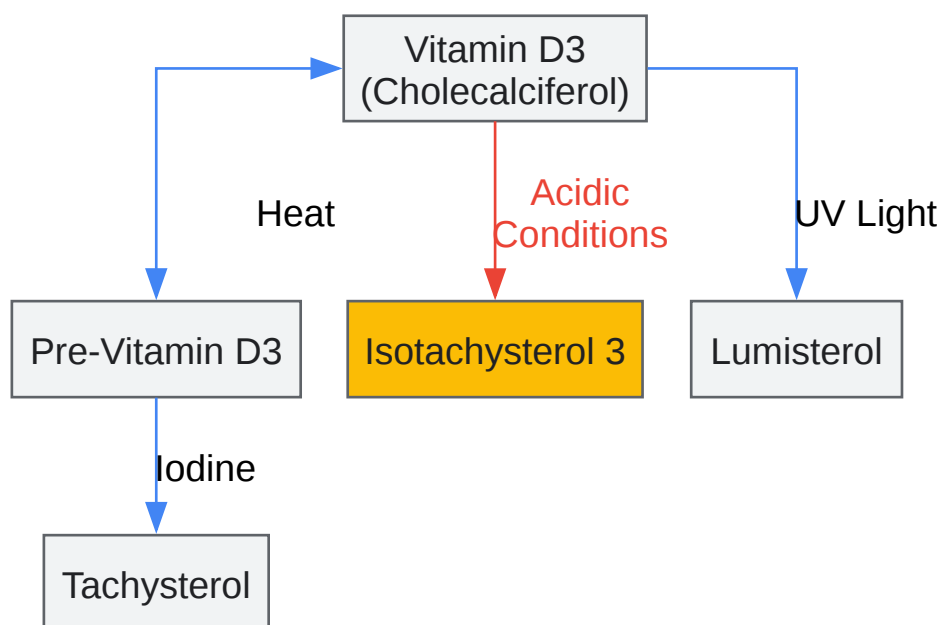 Vitamin D3
(Cholecalciferol)
Heat
Acidic
Conditions
UV Light
Pre-Vitamin D3
Isotachysterol 3
Lumisterol
Iodine
Tachysterol